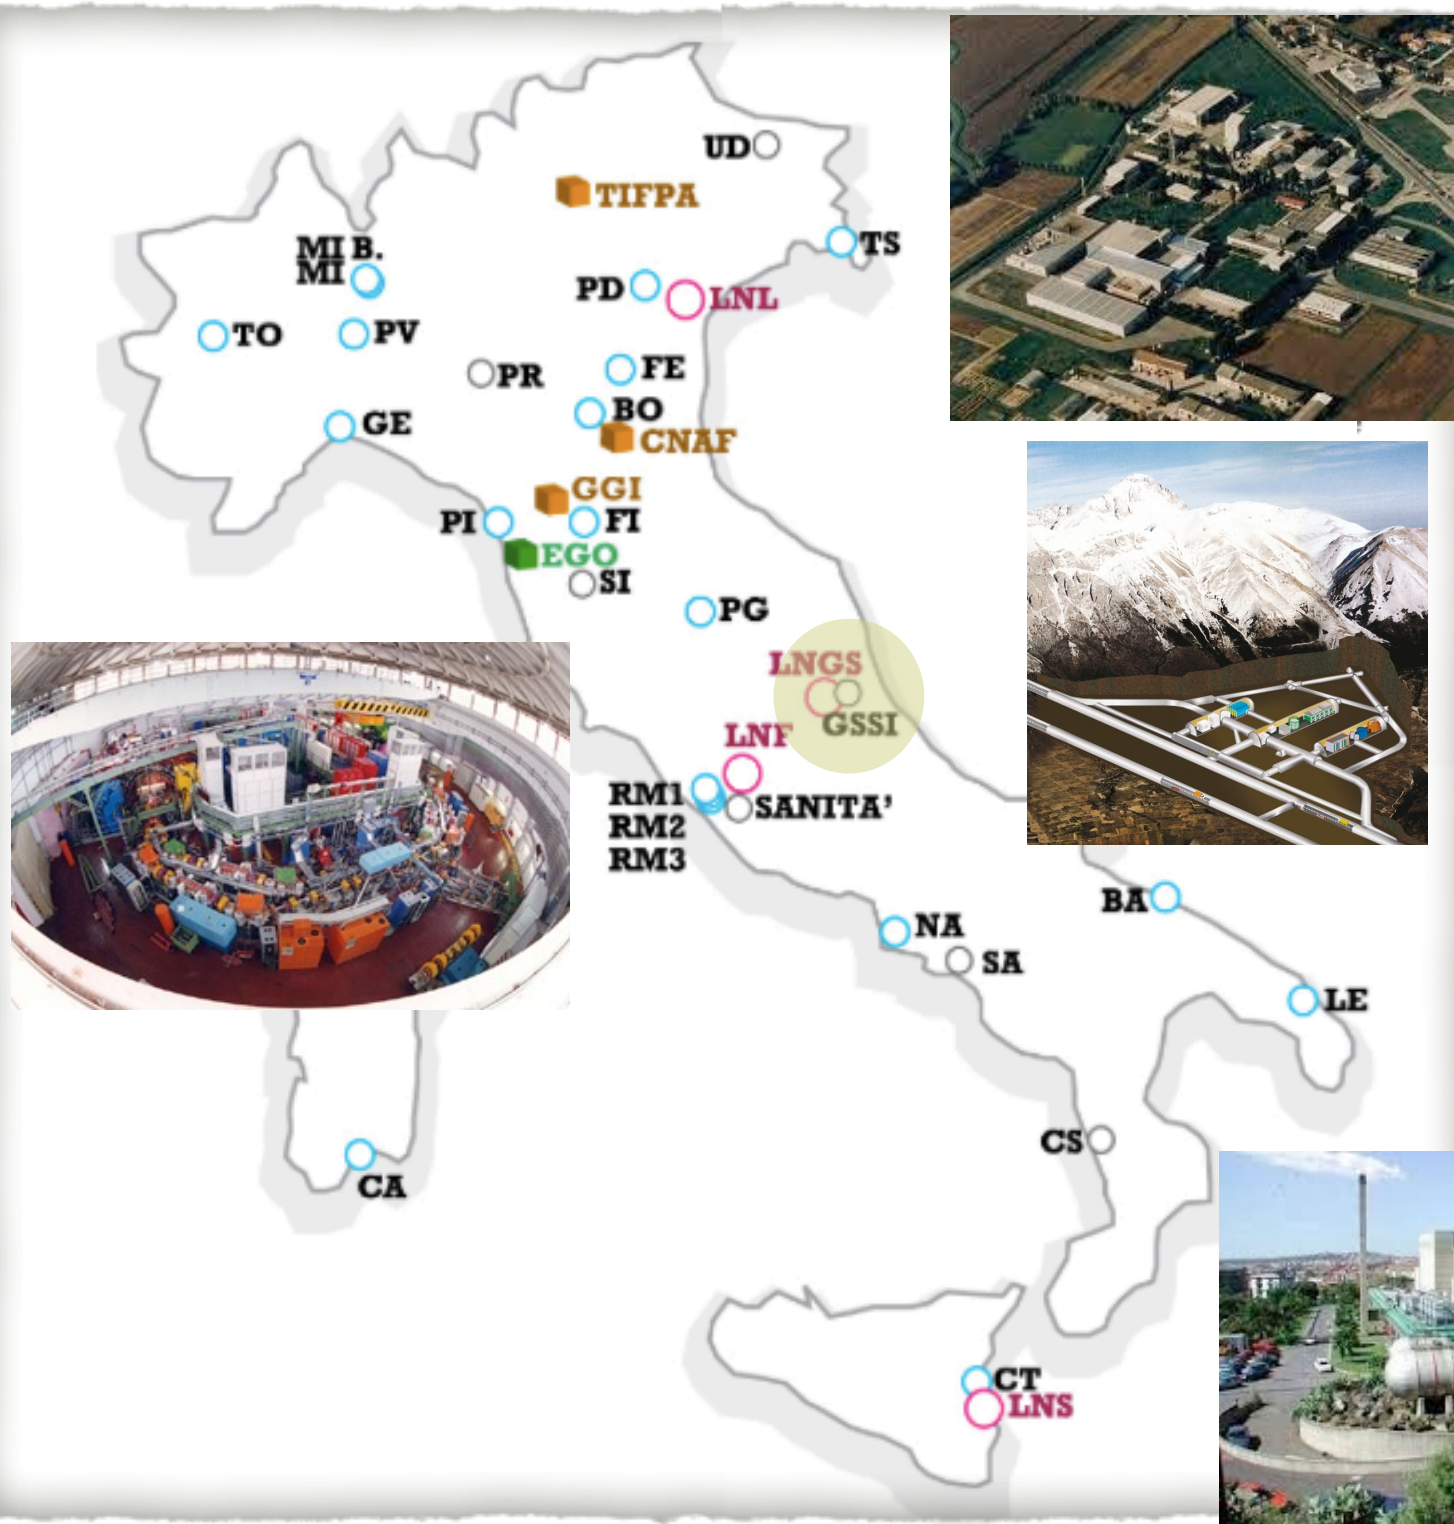 UD
TIFPA
MI B.
MI
TS
PD
LNL
TO
PV
PR
FE
BO
GE
CNAF
GGI
PI
FI
EGO
SI
PG
LNGS
GSSI
LNF
RM1
SANITA’
RM2
RM3
BA
NA
SA
LE
CS
CA
CT
LNS